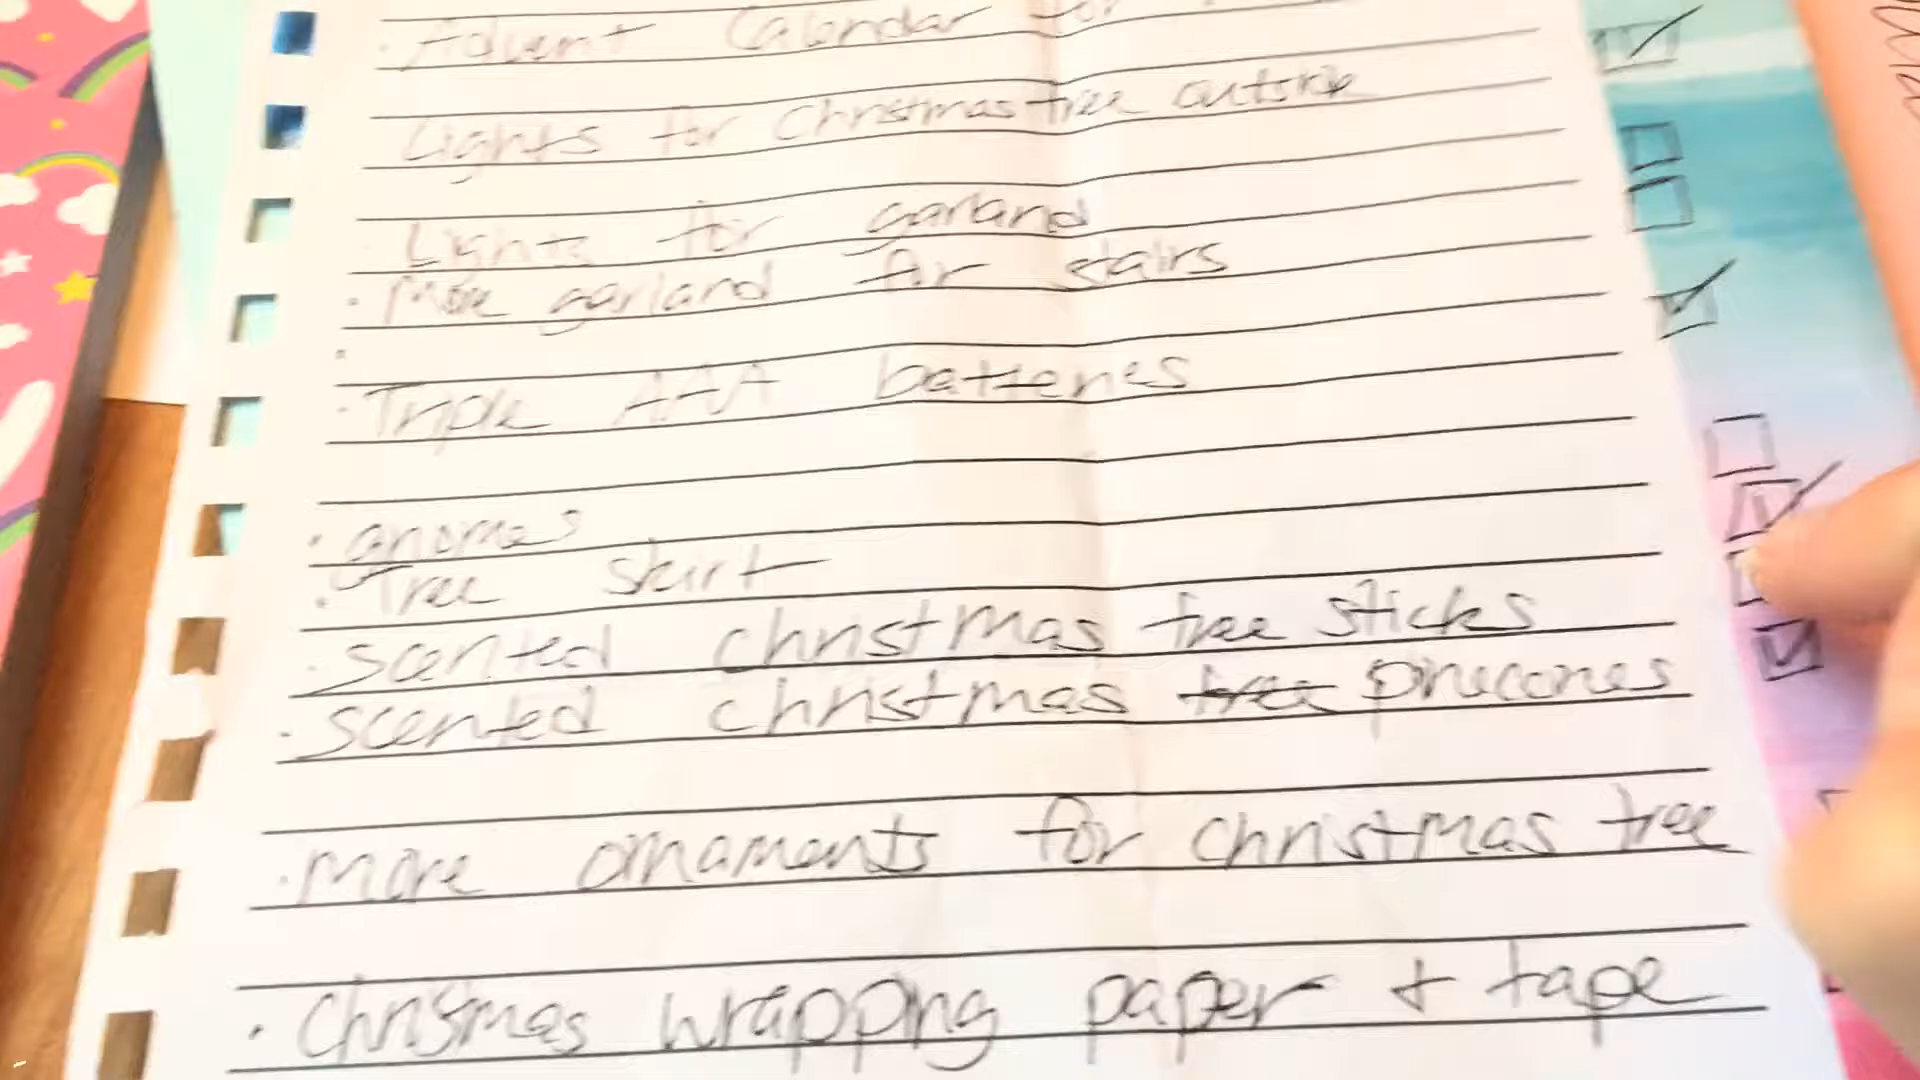 · Advent Calendar for
Lights for Christmas tree outside
Lights for garland
· More garland for stairs
·
· Triple AAA batteries
· gnomes
· Tree skirt
· scented christmas tree sticks
· scented christmas tree pinecones
· more ornaments for christmas tree
· Christmas wrapping paper + tape